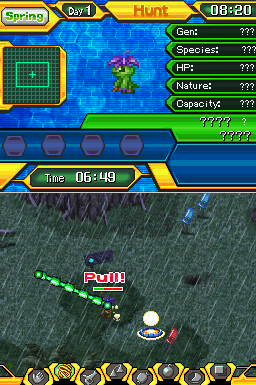 Spring Day 1 Hunt 08:20
Gen: ???
Species: ???
HP: ???
Nature: ???
Capacity: ???
???? ?
????
Time 06:49
Pull!